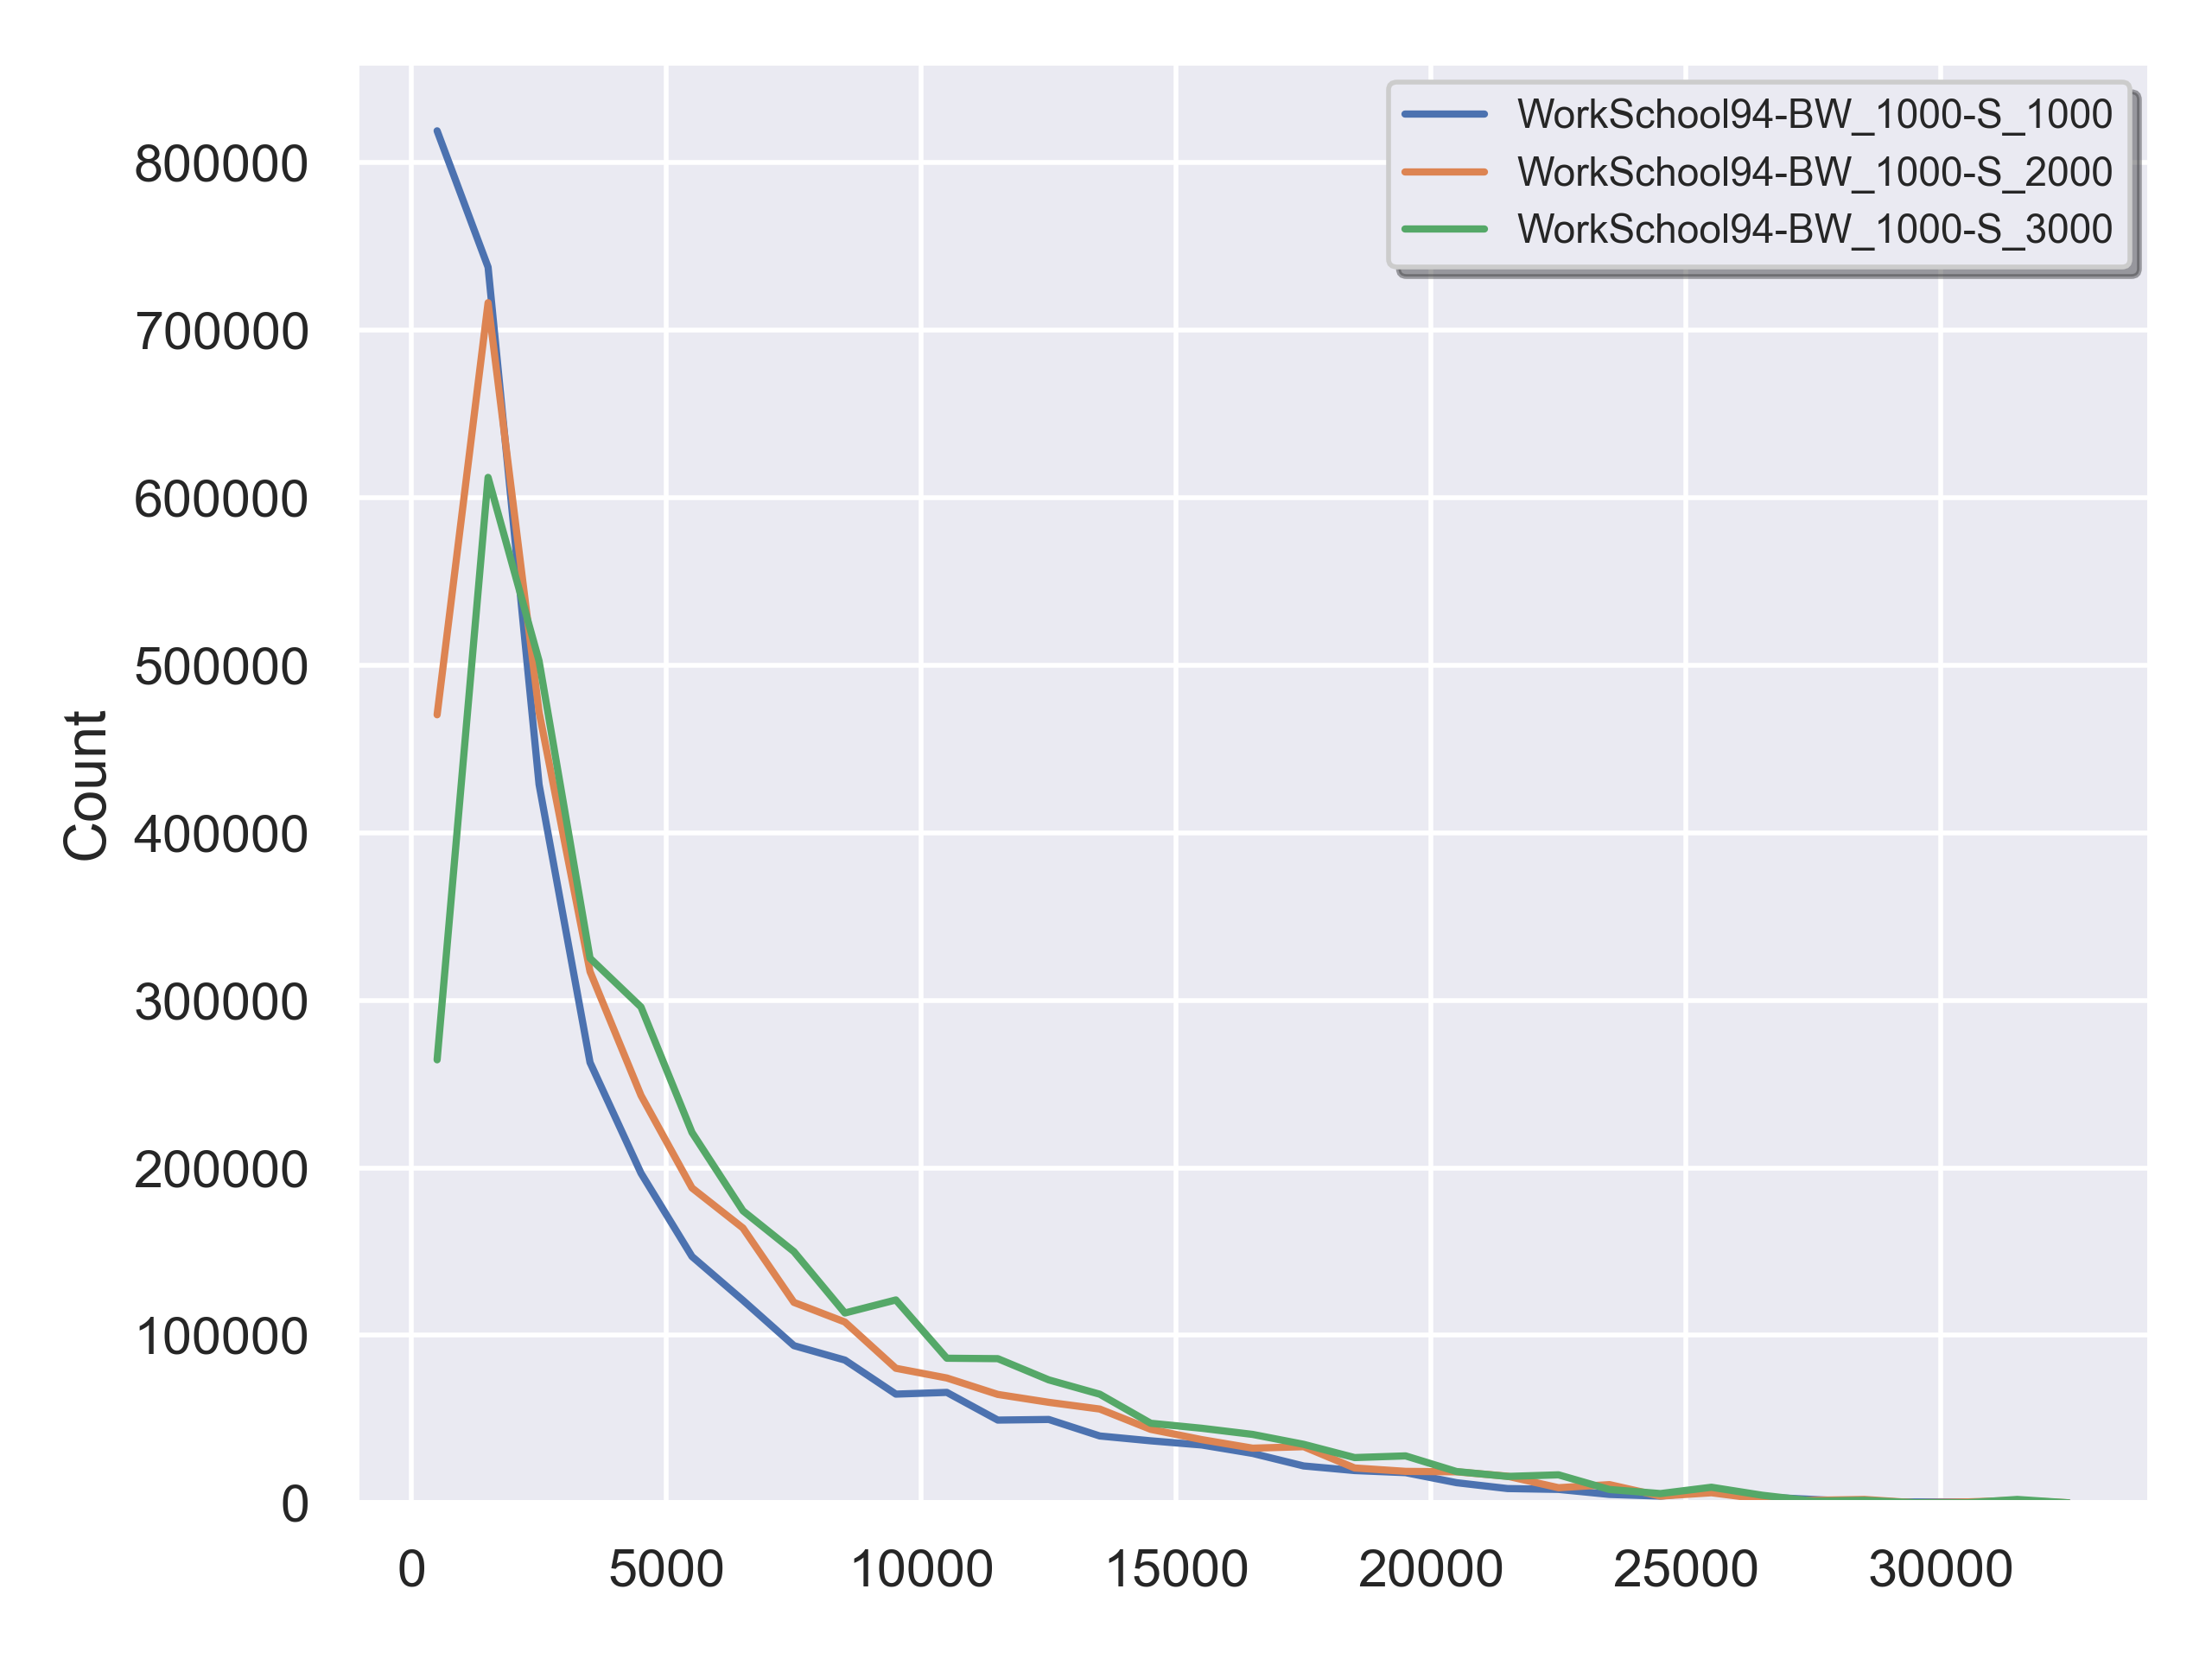 WorkSchool94-BW_1000-S_1000
WorkSchool94-BW_1000-S_2000
WorkSchool94-BW_1000-S_3000
Count
800000
700000
600000
500000
400000
300000
200000
100000
0
0 5000 10000 15000 20000 25000 30000